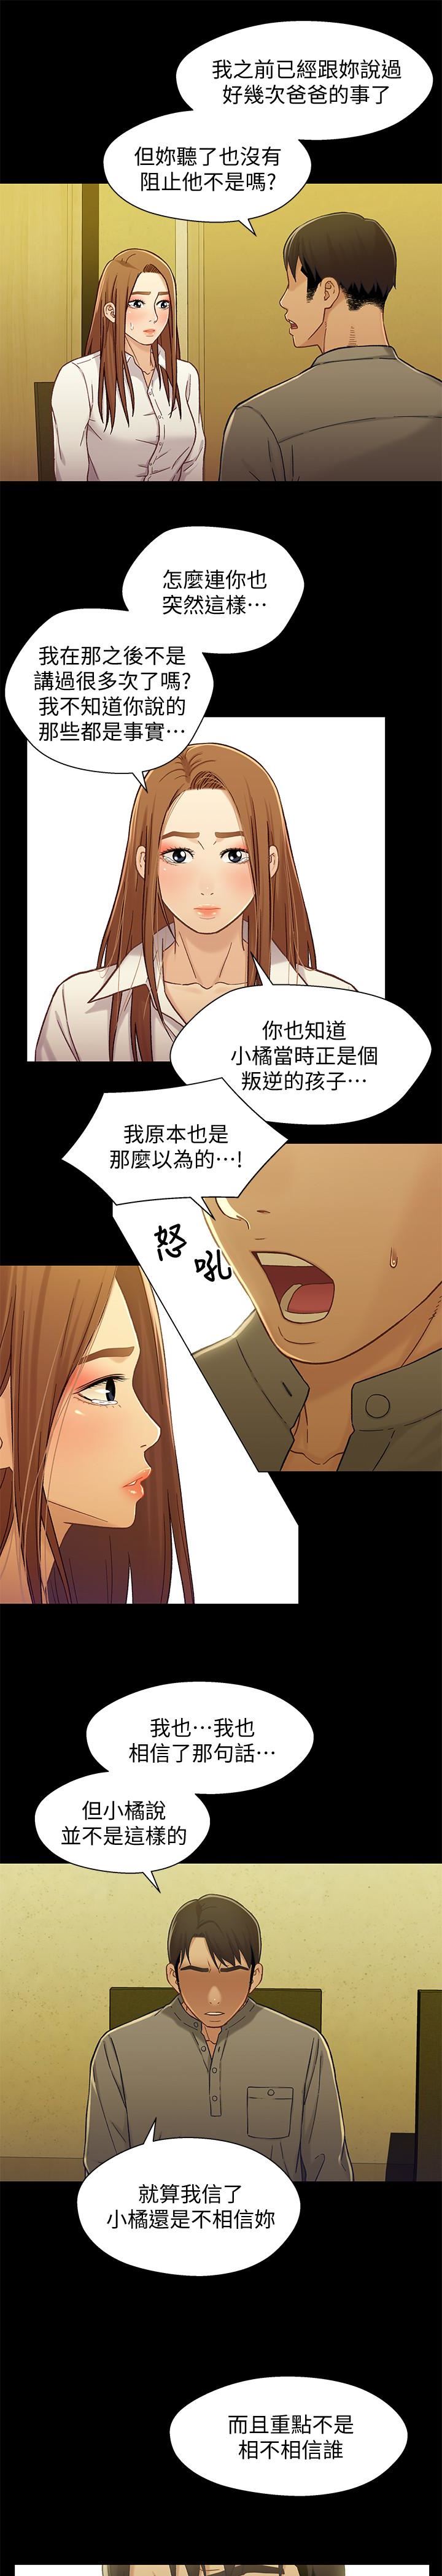 我之前已經跟妳說過
好幾次爸爸的事了
但妳聽了也沒有
阻止他不是嗎?
怎麼連你也
突然這樣…
我在那之後不是
講過很多次了嗎?
我不知道你說的
那些都是事實…
你也知道
小橘當時正是個
叛逆的孩子…
我原本也是
那麼以為的…!
怒吼
我也…我也
相信了那句話…
但小橘說
並不是這樣的
就算我信了
小橘還是不相信妳
而且重點不是
相不相信誰